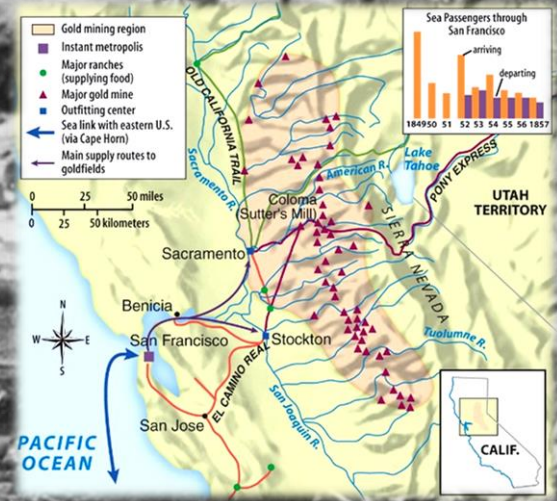 Gold mining region
Instant metropolis
Major ranches
(supplying food)
Major gold mine
Outfitting center
Sea link with eastern U.S.
(via Cape Horn)
Main supply routes to
goldfields
0 25 50 miles
0 25 50 kilometers
Sea Passengers through
San Francisco
arriving
departing
1849 50 51 52 53 54 55 56 1857
OLD CALIFORNIA TRAIL
Sacramento R.
American R.
Lake
Tahoe
PONY EXPRESS
UTAH
TERRITORY
Coloma
(Sutter's Mill)
SIERRA NEVADA
Sacramento
Benicia
San Francisco
Stockton
Tuolumne R.
N
W
E
S
EL CAMINO REAL
San Jose
San Joaquin R.
PACIFIC
OCEAN
CALIF.